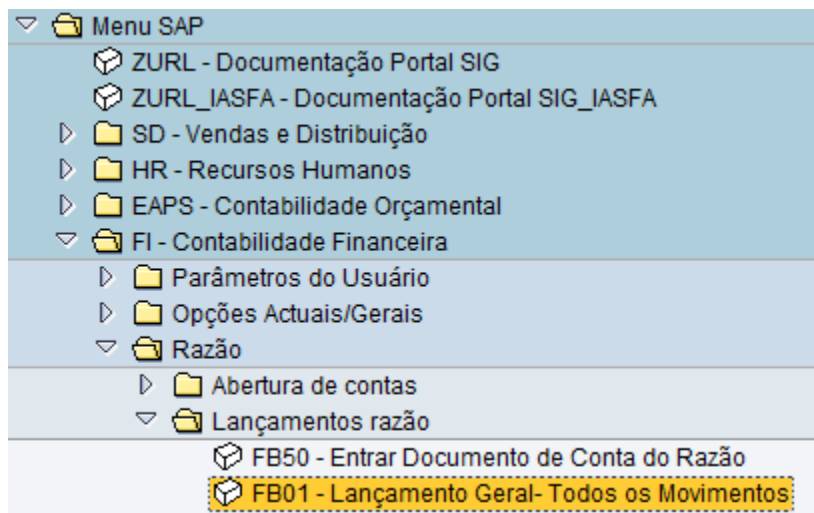 Menu SAP
ZURL - Documentação Portal SIG
ZURL_IASFA - Documentação Portal SIG_IASFA
SD - Vendas e Distribuição
HR - Recursos Humanos
EAPS - Contabilidade Orçamental
FI - Contabilidade Financeira
Parâmetros do Usuário
Opções Actuais/Gerais
Razão
Abertura de contas
Lançamentos razão
FB50 - Entrar Documento de Conta do Razão
FB01 - Lançamento Geral- Todos os Movimentos